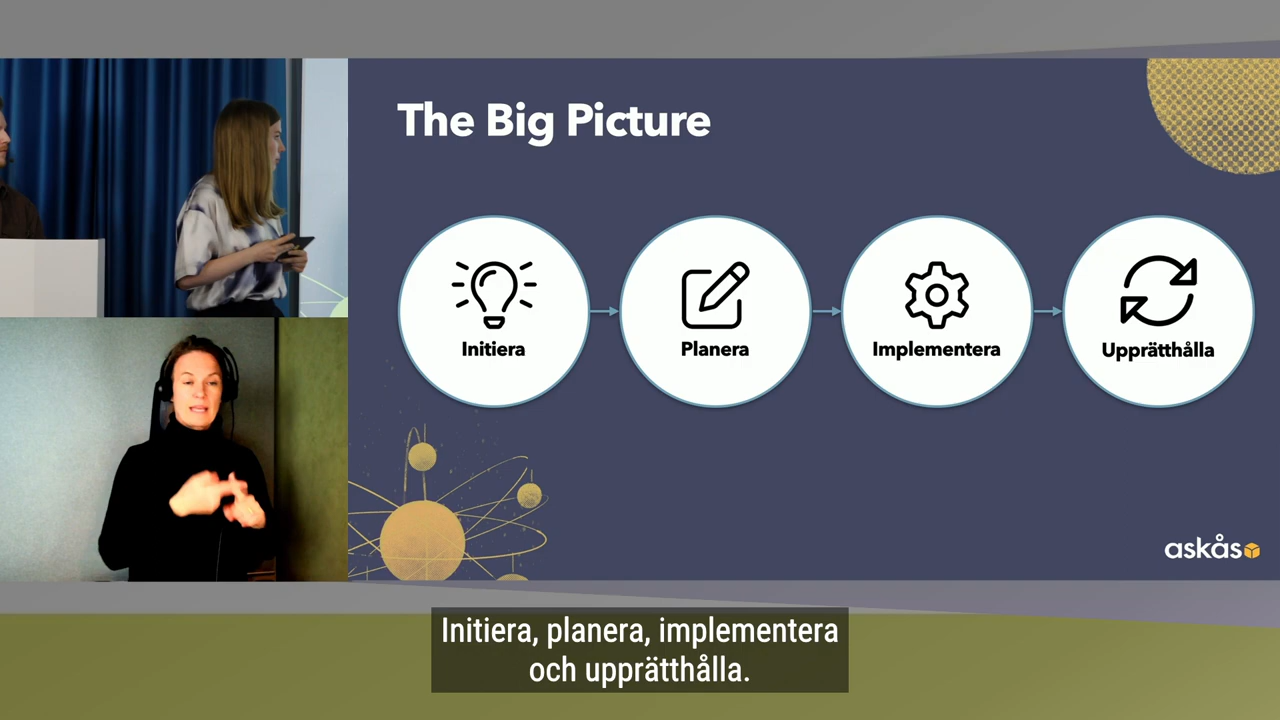 The Big Picture
Initiera
Planera
Implementera
Upprätthålla
askås
Initiera, planera, implementera
och upprätthålla.